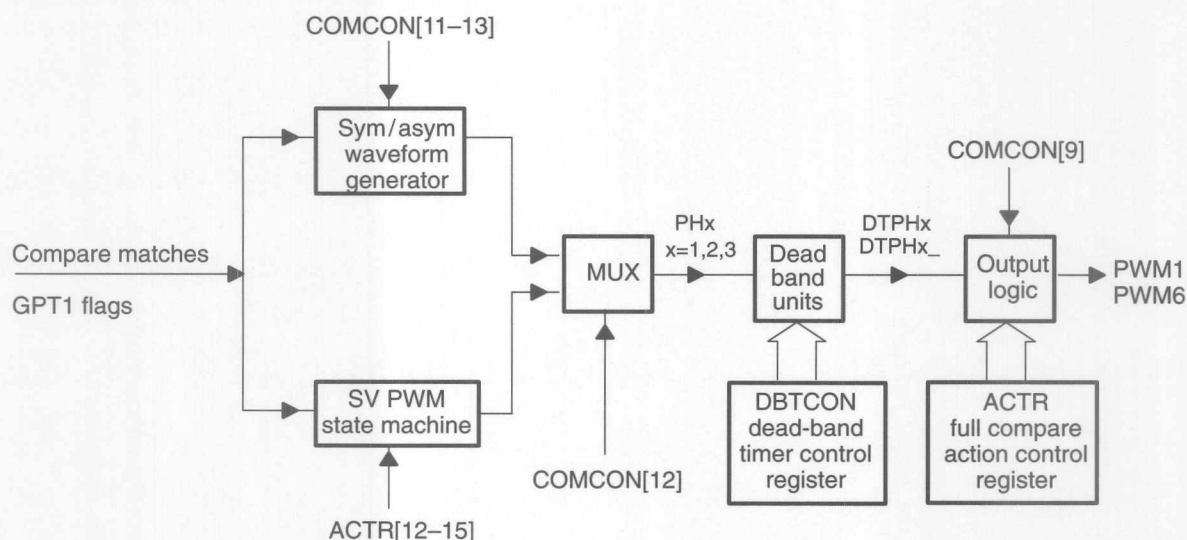 COMCON[11–13]
Sym/asym
waveform
generator
Compare matches
GPT1 flags
SV PWM
state machine
ACTR[12–15]
MUX
COMCON[12]
PHx
x=1,2,3
Dead
band
units
DBTCON
dead-band
timer control
register
DTPHx
DTPHx_
COMCON[9]
Output
logic
ACTR
full compare
action control
register
PWM1
PWM6